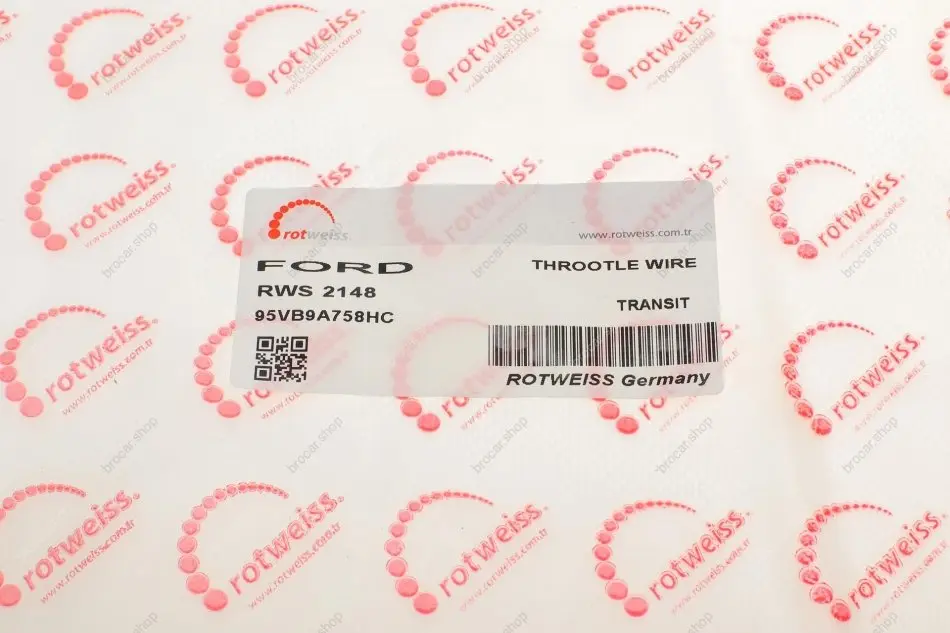 rotweiss
www.rotweiss.com.tr
FORD
THROOTLE WIRE
RWS 2148
TRANSIT
95VB9A758HC
ROTWEISS Germany
rotweiss.
www.rotweiss.com.tr
brocar.shop